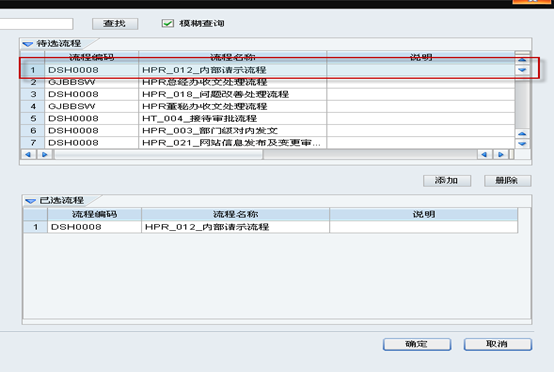 查找 模糊查询
待选流程
流程编码 流程名称 说明
1 DSH0008 HPR_012_内部请示流程
2 GJBBSW HPR总经办收文处理流程
3 DSH0008 HPR_018_问题改善处理流程
4 GJBBSW HPR董秘办收文处理流程
5 DSH0008 HT_004_接待审批流程
6 DSH0008 HPR_003_部门级对内发文
7 DSH0008 HPR_021_网站信息发布及变更审...
添加 删除
已选流程
流程编码 流程名称 说明
1 DSH0008 HPR_012_内部请示流程
确定 取消